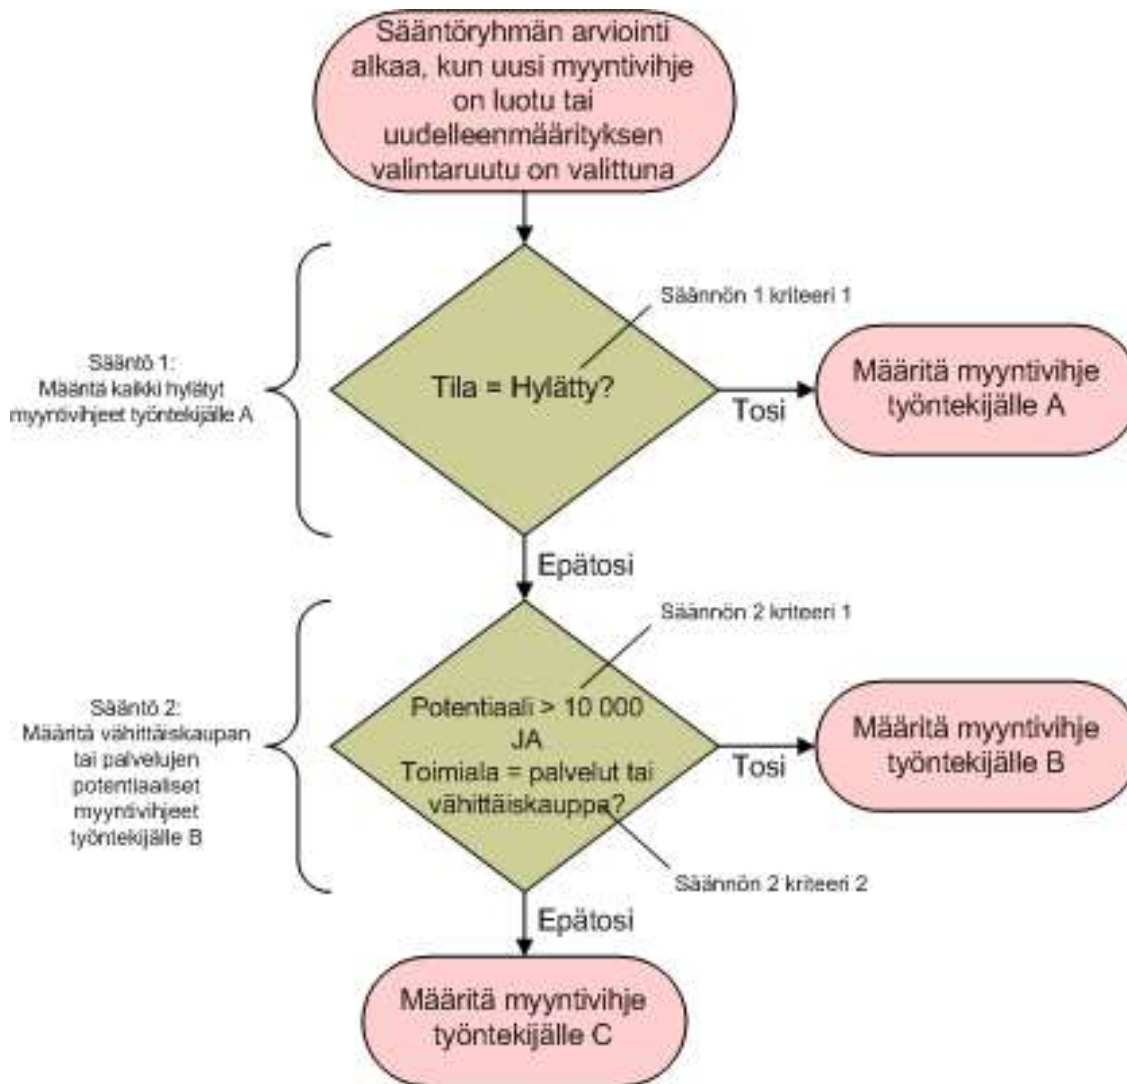 Sääntöryhmän arviointi
alkaa, kun uusi myyntivihje
on luotu tai
uudelleenmäärityksen
valintaruutu on valittuna
Säännön 1 kriteeri 1
Sääntö 1:
Määritä kaikki hylätyt
myyntivihjeet työntekijälle A
Tila = Hylätty?
Tosi
Määritä myyntivihje
työntekijälle A
Epätosi
Säännön 2 kriteeri 1
Sääntö 2:
Määritä vähittäiskaupan
tai palvelujen
potentiaaliset
myyntivihjeet
työntekijälle B
Potentiaali > 10 000
JA
Toimiala = palvelut tai
vähittäiskauppa?
Tosi
Määritä myyntivihje
työntekijälle B
Säännön 2 kriteeri 2
Epätosi
Määritä myyntivihje
työntekijälle C